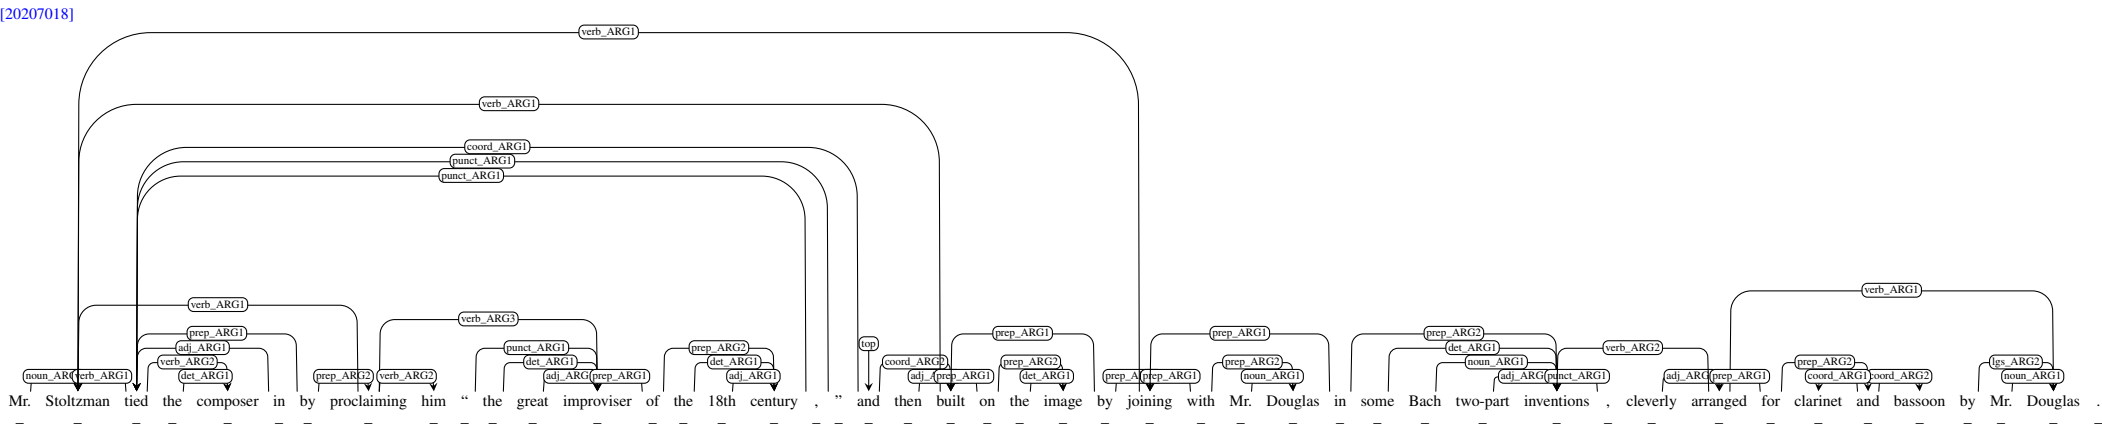 [20207018]
verb_ARG1
verb_ARG1
coord_ARG1
punct_ARG1
punct_ARG1
verb_ARG1 verb_ARG1
verb_ARG3
prep_ARG1 prep_ARG1 prep_ARG1 prep_ARG2
top
adj_ARG1 punct_ARG1 prep_ARG2 det_ARG1 verb_ARG2
verb_ARG2 det_ARG1 det_ARG1 coord_ARG2 prep_ARG2 prep_ARG2 noun_ARG1 prep_ARG2 lgs_ARG2
verb_ARG1 det_ARG1 prep_ARG2 verb_ARG2 prep_ARG1 adj_ARG1 prep_ARG1 det_ARG1 prep_ARG1 noun_ARG1 punct_ARG1 prep_ARG1 coord_ARG1 coord_ARG2 noun_ARG1
Mr. Stoltzman tied the composer in by proclaiming him “ the great improviser of the 18th century , ” and then built on the image by joining with Mr. Douglas in some Bach two-part inventions , cleverly arranged for clarinet and bassoon by Mr. Douglas .